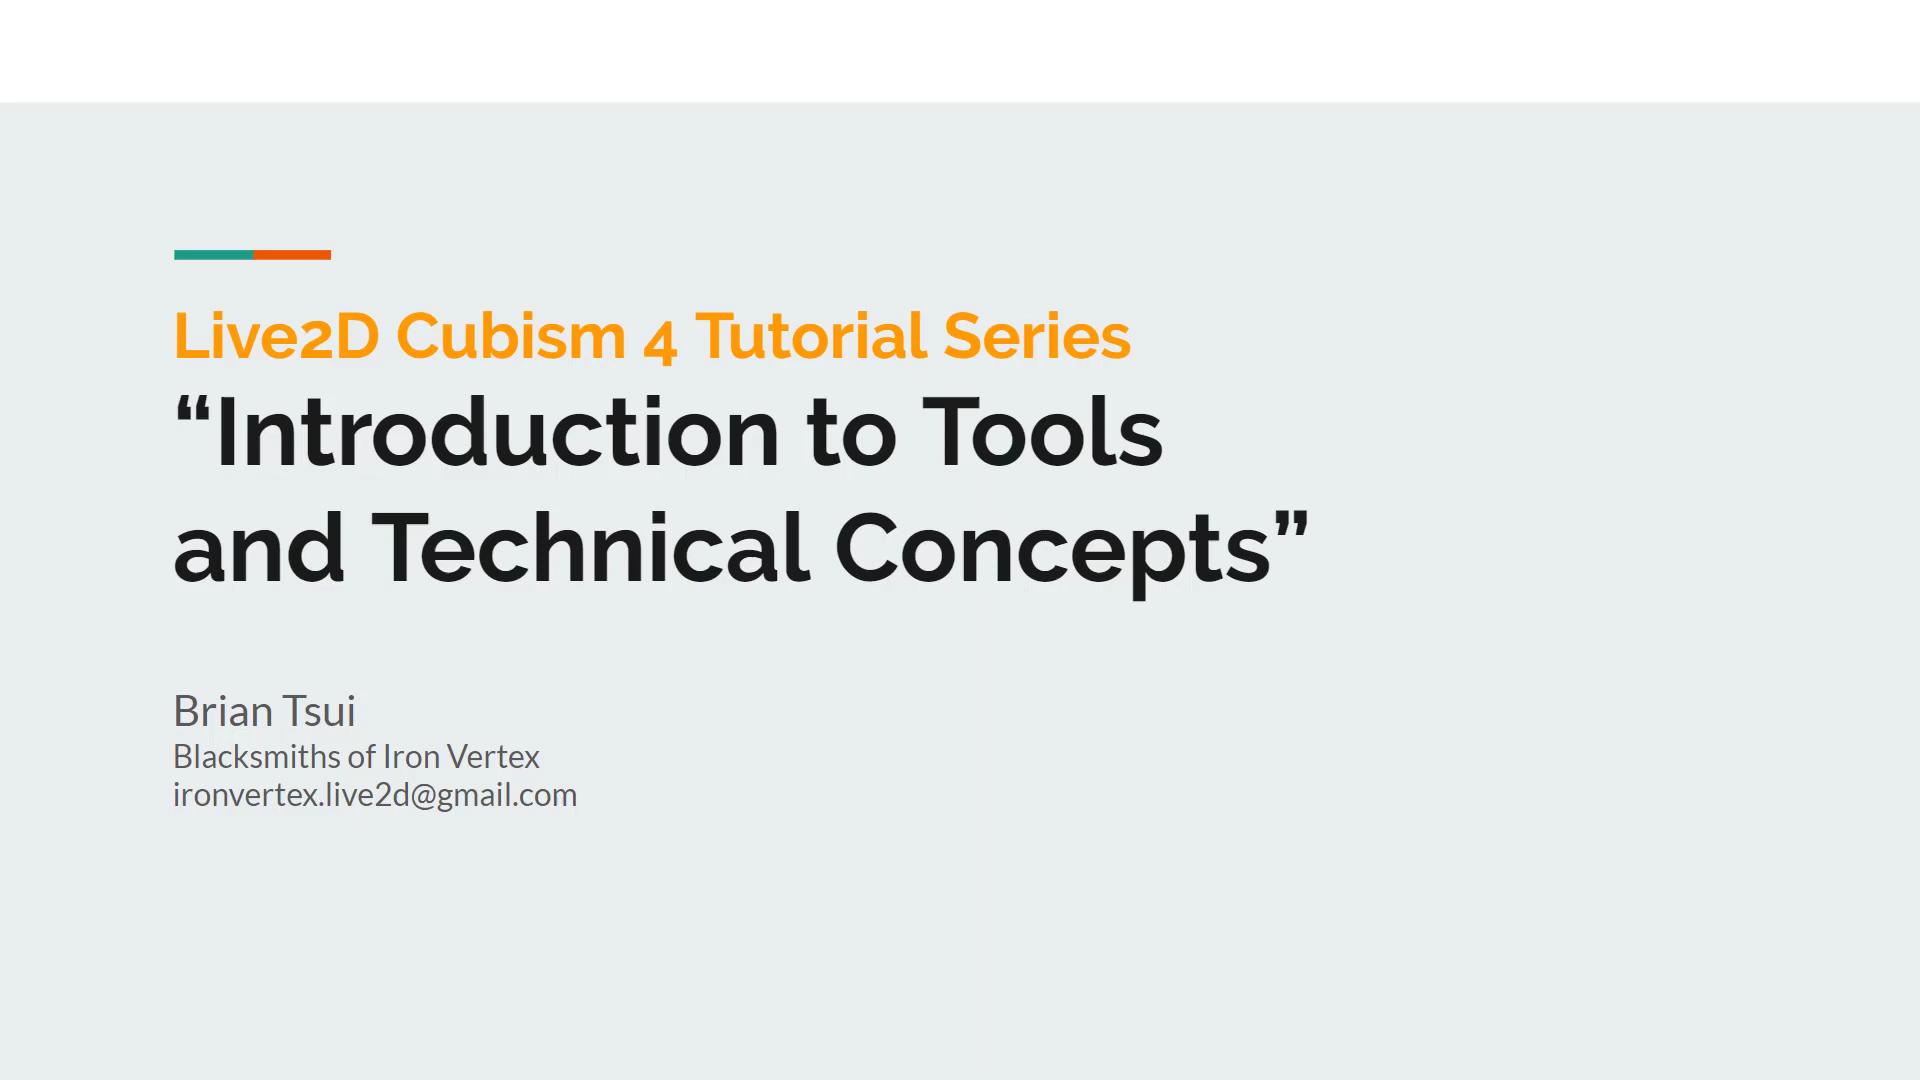 Live2D Cubism 4 Tutorial Series
“Introduction to Tools
and Technical Concepts”
Brian Tsui
Blacksmiths of Iron Vertex
ironvertex.live2d@gmail.com